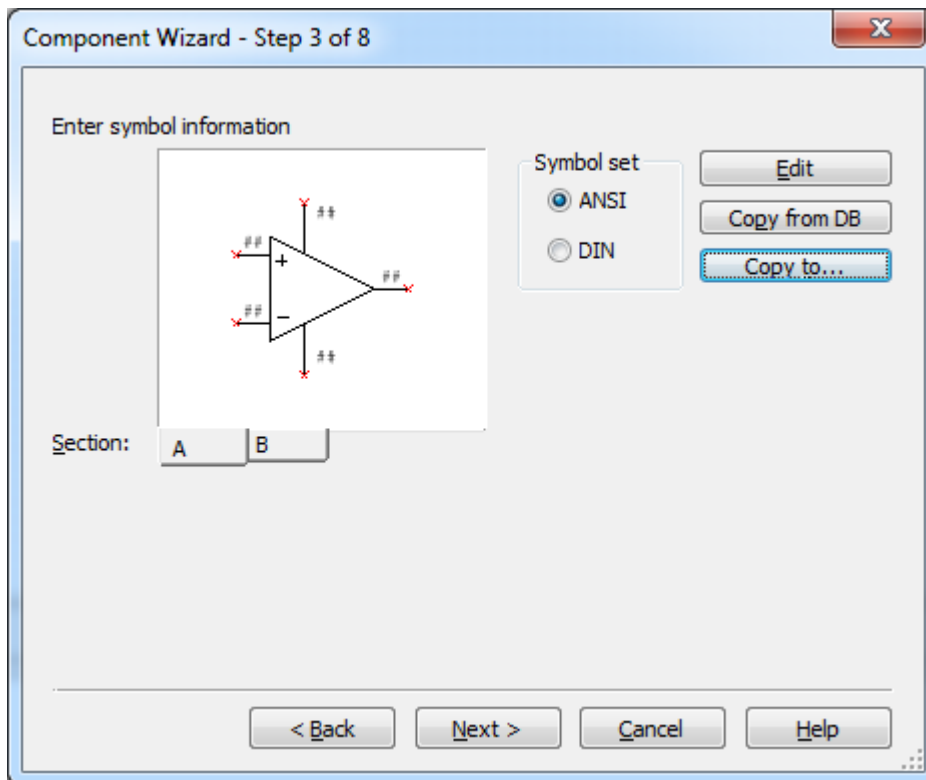 Component Wizard - Step 3 of 8
x
Enter symbol information
Symbol set
ANSI
DIN
Edit
Copy from DB
Copy to...
##
##
+
##
##
−
##
Section:
A
B
< Back
Next >
Cancel
Help